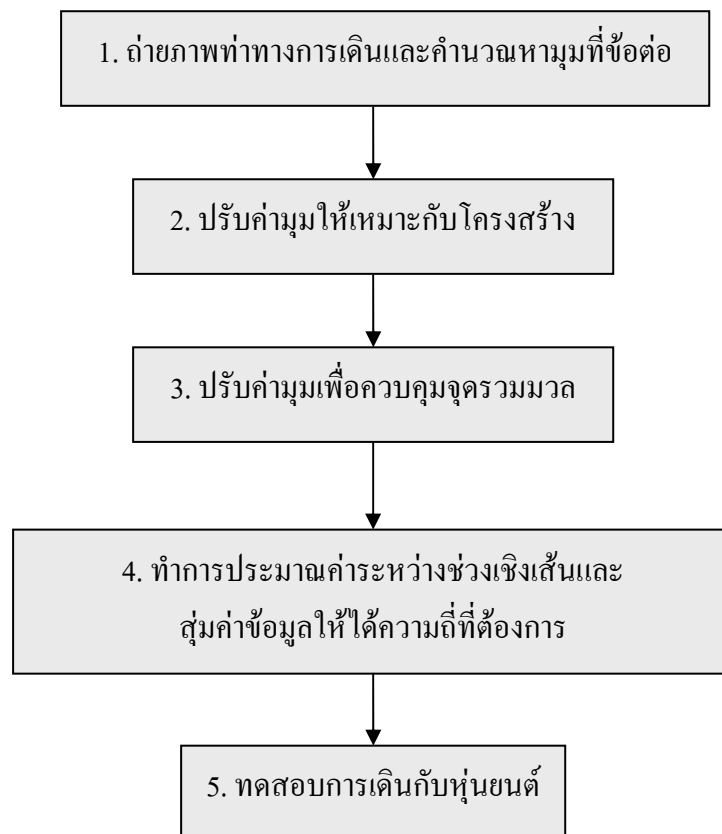 1. ถ่ายภาพท่าทางการเดินและคำนวณหามุมที่ข้อต่อ
2. ปรับค่ามุมให้เหมาะกับโครงสร้าง
3. ปรับค่ามุมเพื่อควบคุมจุดรวมมวล
4. ทำการประมาณค่าระหว่างช่วงเชิงเส้นและ
สุ่มค่าข้อมูลให้ได้ความถี่ที่ต้องการ
5. ทดสอบการเดินกับหุ่นยนต์